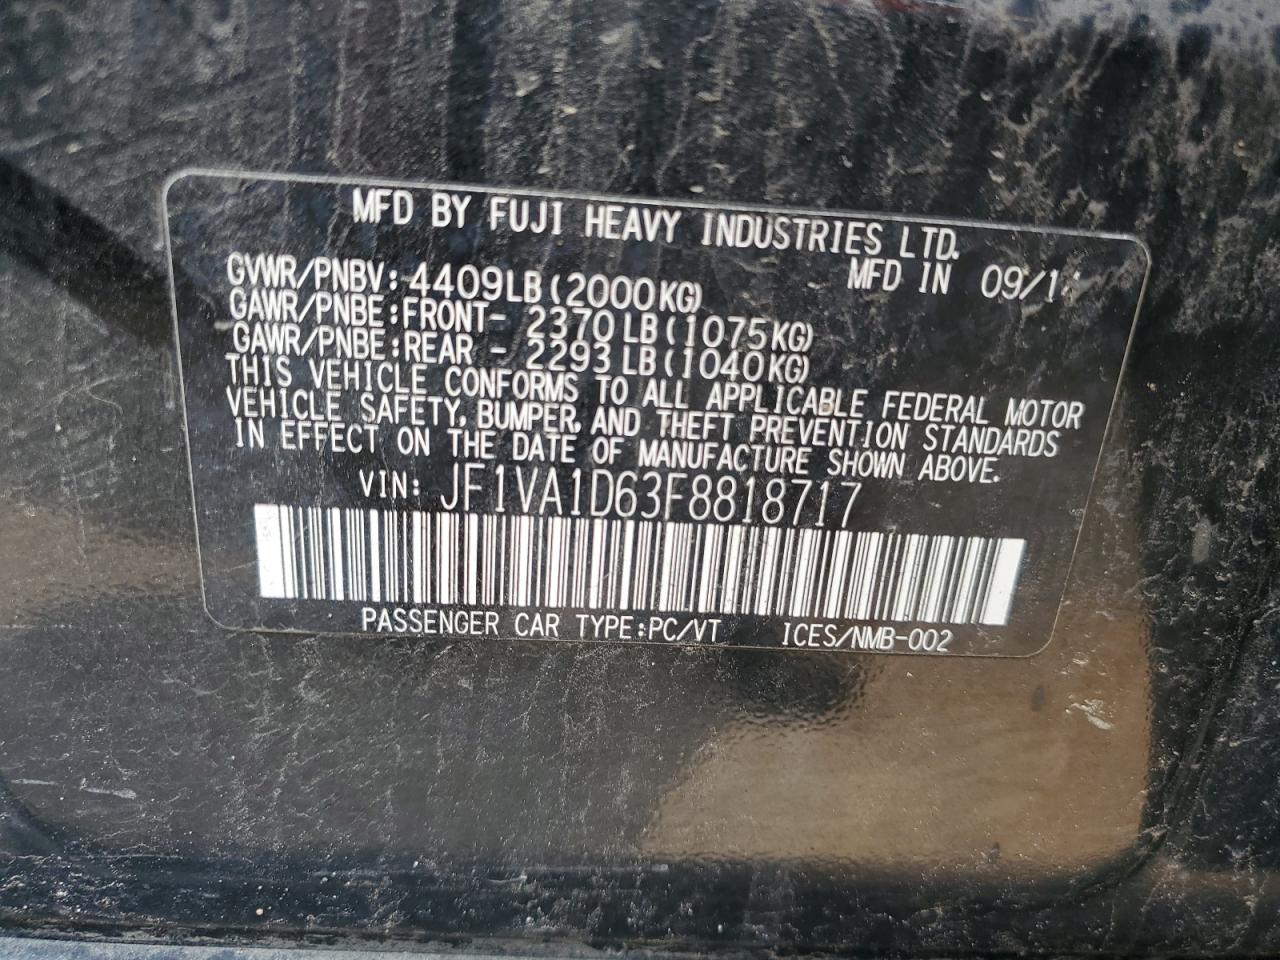 MFD BY FUJI HEAVY INDUSTRIES LTD.
MFD IN
GVWR/PNBV: 4409LB(2000KG)
GAWR/PNBE:FRONT- 2370LB(1075KG)
GAWR/PNBE:REAR - 2293LB(1040KG)
THIS VEHICLE CONFORMS TO ALL APPLICABLE FEDERAL MOTOR
VEHICLE SAFETY, BUMPER, AND THEFT PREVENTION STANDARDS
IN EFFECT ON THE DATE OF MANUFACTURE SHOWN ABOVE.
VIN: JF1VA1D63F8818717
PASSENGER CAR TYPE:PC/VT ICES/NMB-002